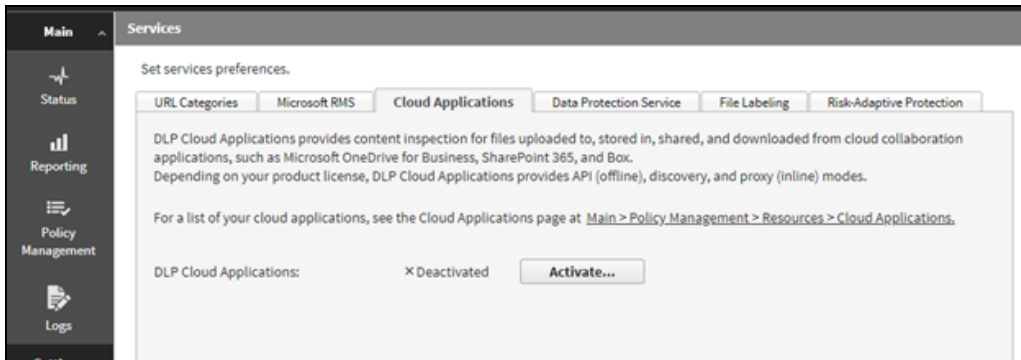 Main
Services
Set services preferences.
Status
URL Categories
Microsoft RMS
Cloud Applications
Data Protection Service
File Labeling
Risk-Adaptive Protection
DLP Cloud Applications provides content inspection for files uploaded to, stored in, shared, and downloaded from cloud collaboration
applications, such as Microsoft OneDrive for Business, SharePoint 365, and Box.
Depending on your product license, DLP Cloud Applications provides API (offline), discovery, and proxy (inline) modes.
Reporting
For a list of your cloud applications, see the Cloud Applications page at Main > Policy Management > Resources > Cloud Applications.
Policy
Management
DLP Cloud Applications: × Deactivated Activate...
Logs